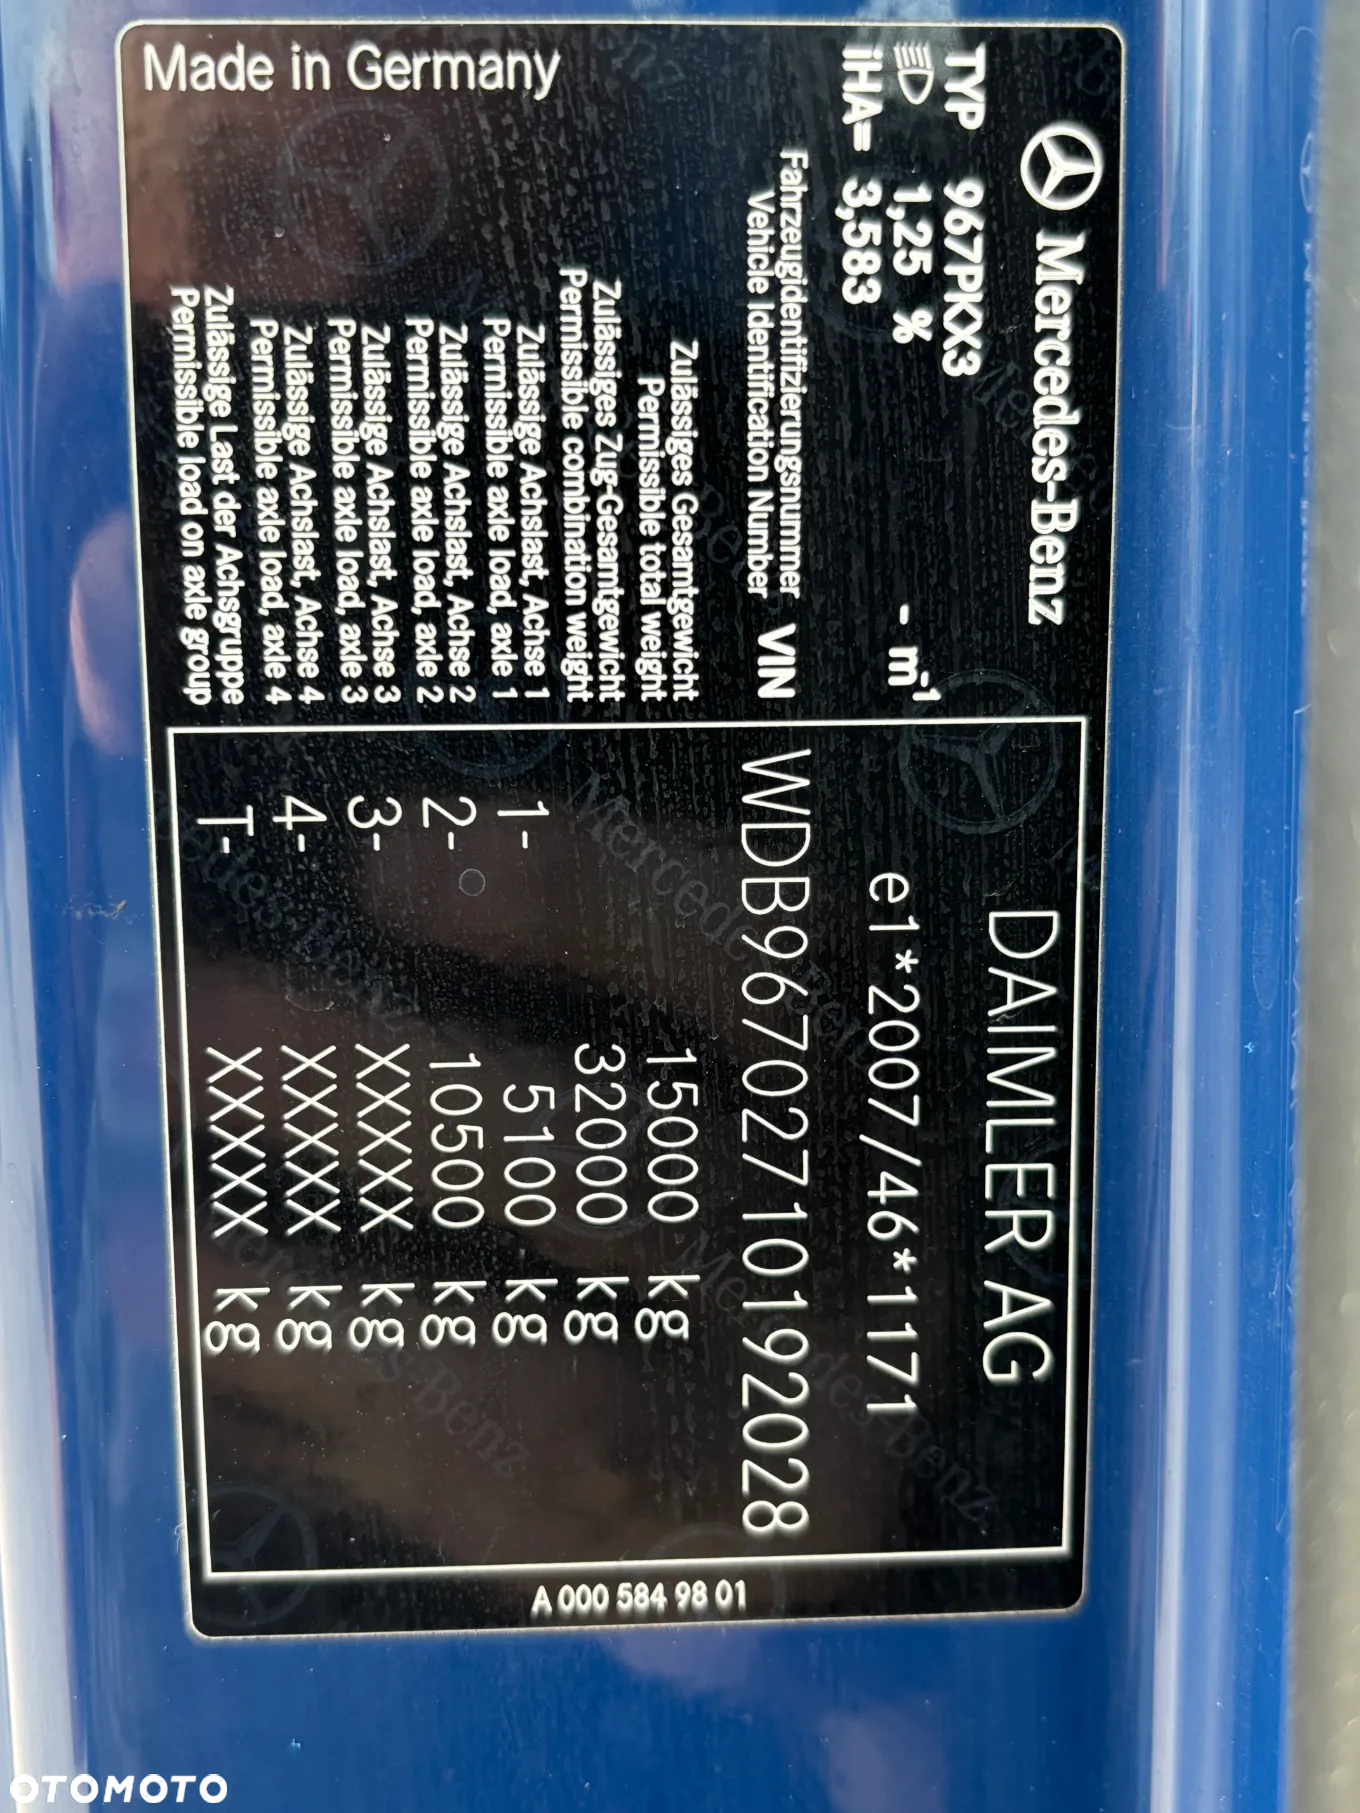 Mercedes-Benz
DAIMLER AG
TYP 967PKX3
1,25 % - m⁻¹
e1*2007/46*1171
iHA= 3,583
Fahrzeugidentifizierungsnummer
Vehicle Identification Number
VIN WDB96702710192028
Zulässiges Gesamtgewicht
Permissible total weight
15000 kg
Zulässiges Zug-Gesamtgewicht
Permissible combination weight
32000 kg
Zulässige Achslast, Achse 1
Permissible axle load, axle 1
1- 5100 kg
Zulässige Achslast, Achse 2
Permissible axle load, axle 2
2- 10500 kg
Zulässige Achslast, Achse 3
Permissible axle load, axle 3
3- XXXXX kg
Zulässige Achslast, Achse 4
Permissible axle load, axle 4
4- XXXXX kg
Zulässige Last der Achsgruppe
Permissible load on axle group
T- XXXXX kg
Made in Germany
A 000 584 98 01
OTOMOTO